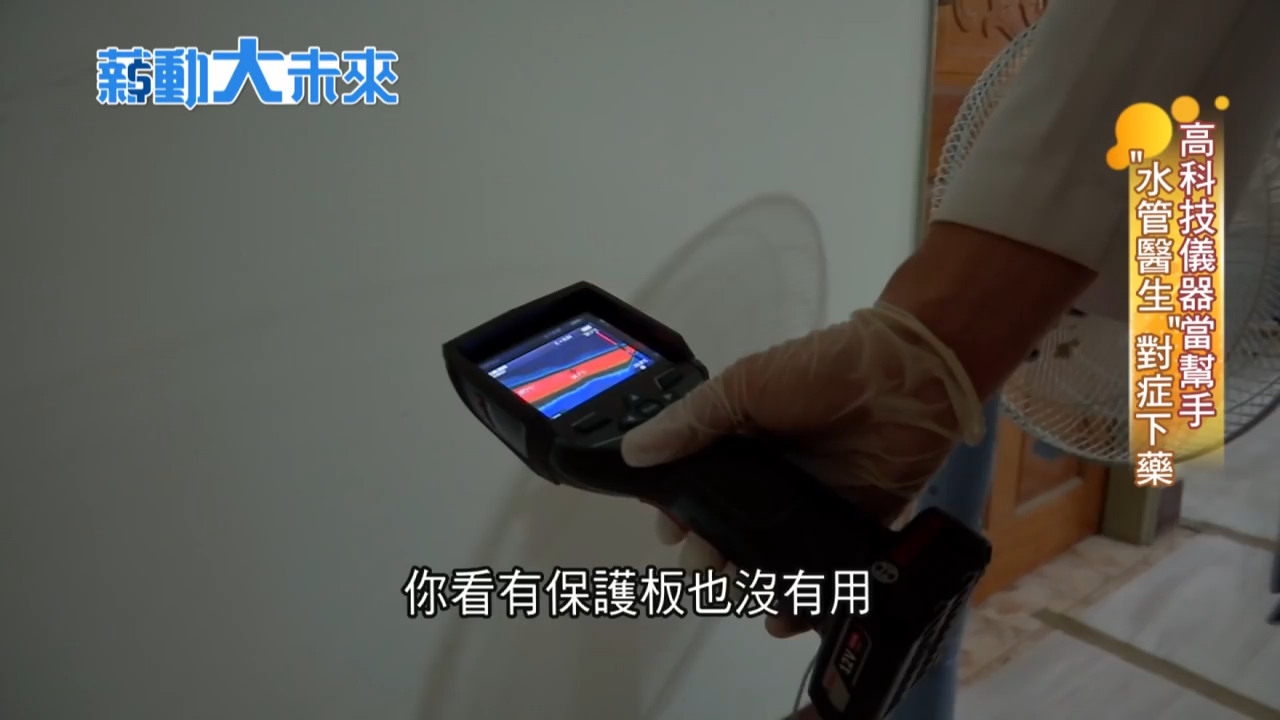 薪動大未來
高科技儀器當幫手
"水管醫生"對症下藥
你看有保護板也沒有用
12V